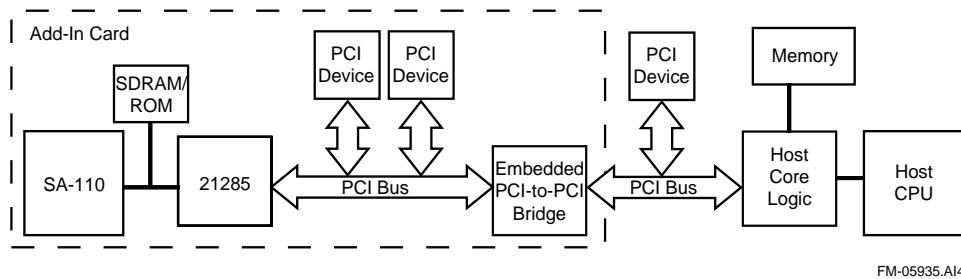 Add-In Card
SDRAM/
ROM
PCI
Device
PCI
Device
PCI
Device
Memory
SA-110
21285
PCI Bus
Embedded
PCI-to-PCI
Bridge
PCI Bus
Host
Core
Logic
Host
CPU
FM-05935.AI4